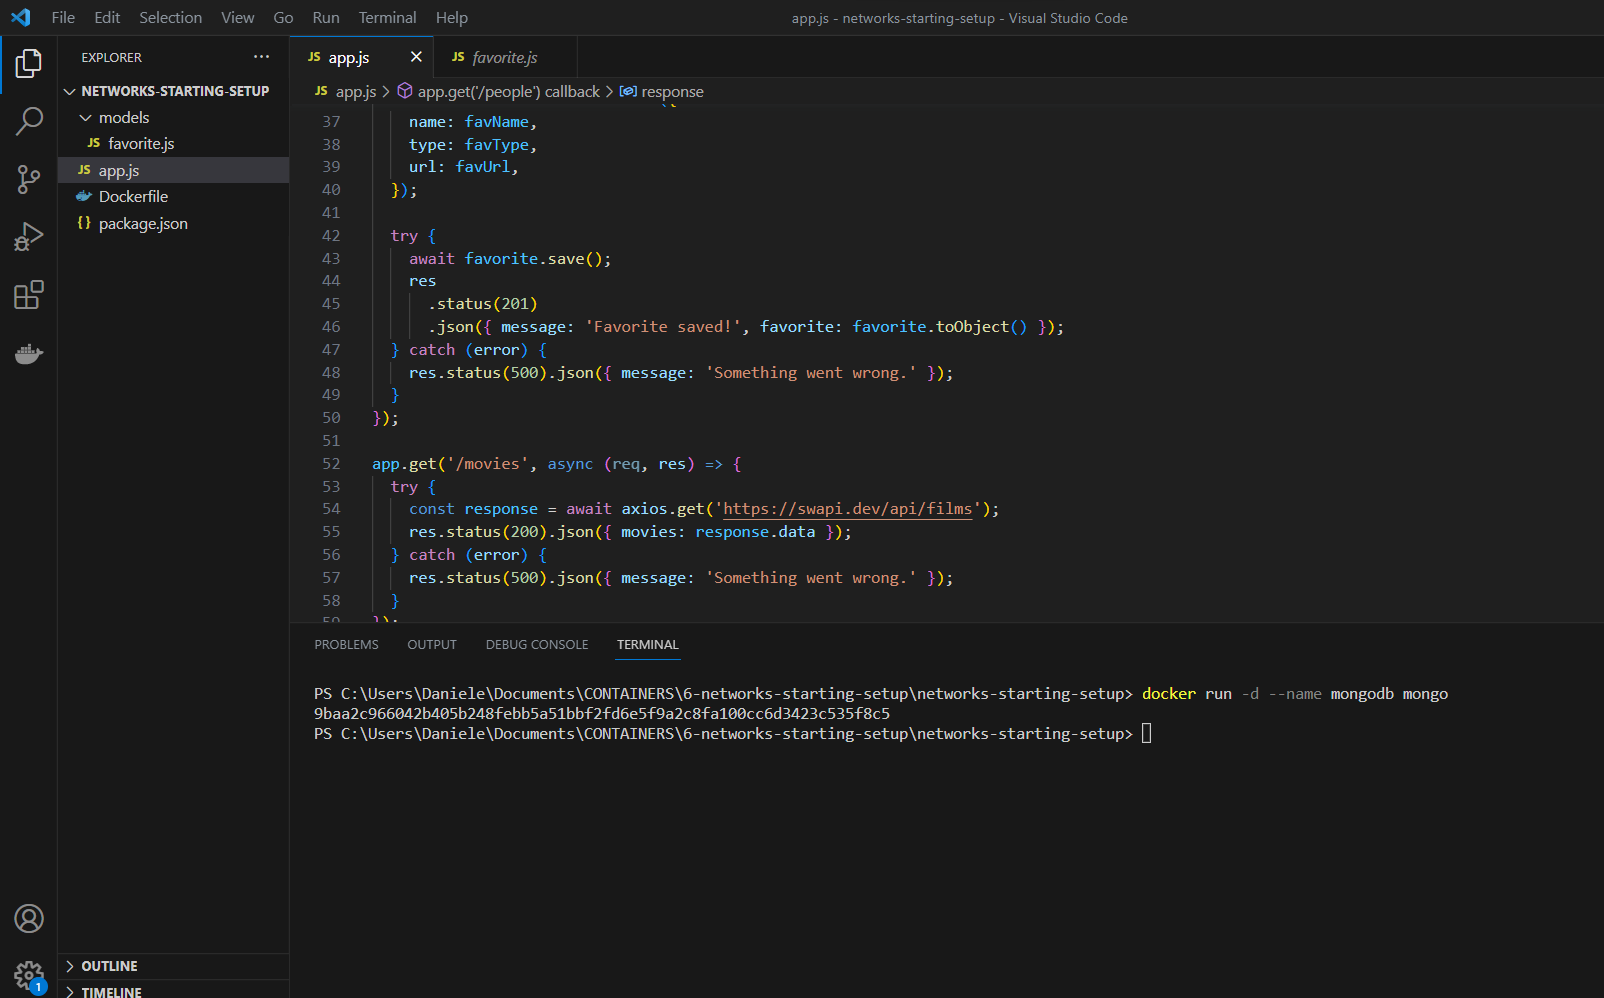 File Edit Selection View Go Run Terminal Help
app.js - networks-starting-setup - Visual Studio Code
EXPLORER ...
NETWORKS-STARTING-SETUP
models
JS favorite.js
JS app.js
Dockerfile
{} package.json
OUTLINE
TIMELINE
1
JS app.js
JS favorite.js
JS app.js > app.get('/people') callback > response
37 name: favName,
38 type: favType,
39 url: favUrl,
40 });
41
42 try {
43 await favorite.save();
44 res
45 .status(201)
46 .json({ message: 'Favorite saved!', favorite: favorite.toObject() });
47 } catch (error) {
48 res.status(500).json({ message: 'Something went wrong.' });
49 }
50 });
51
52 app.get('/movies', async (req, res) => {
53 try {
54 const response = await axios.get('https://swapi.dev/api/films');
55 res.status(200).json({ movies: response.data });
56 } catch (error) {
57 res.status(500).json({ message: 'Something went wrong.' });
58 }
59 });
PROBLEMS OUTPUT DEBUG CONSOLE TERMINAL
PS C:\Users\Daniele\Documents\CONTAINERS\6-networks-starting-setup\networks-starting-setup> docker run -d --name mongodb mongo
9baa2c966042b405b248febb5a51bbf2fd6e5f9a2c8fa100cc6d3423c535f8c5
PS C:\Users\Daniele\Documents\CONTAINERS\6-networks-starting-setup\networks-starting-setup>